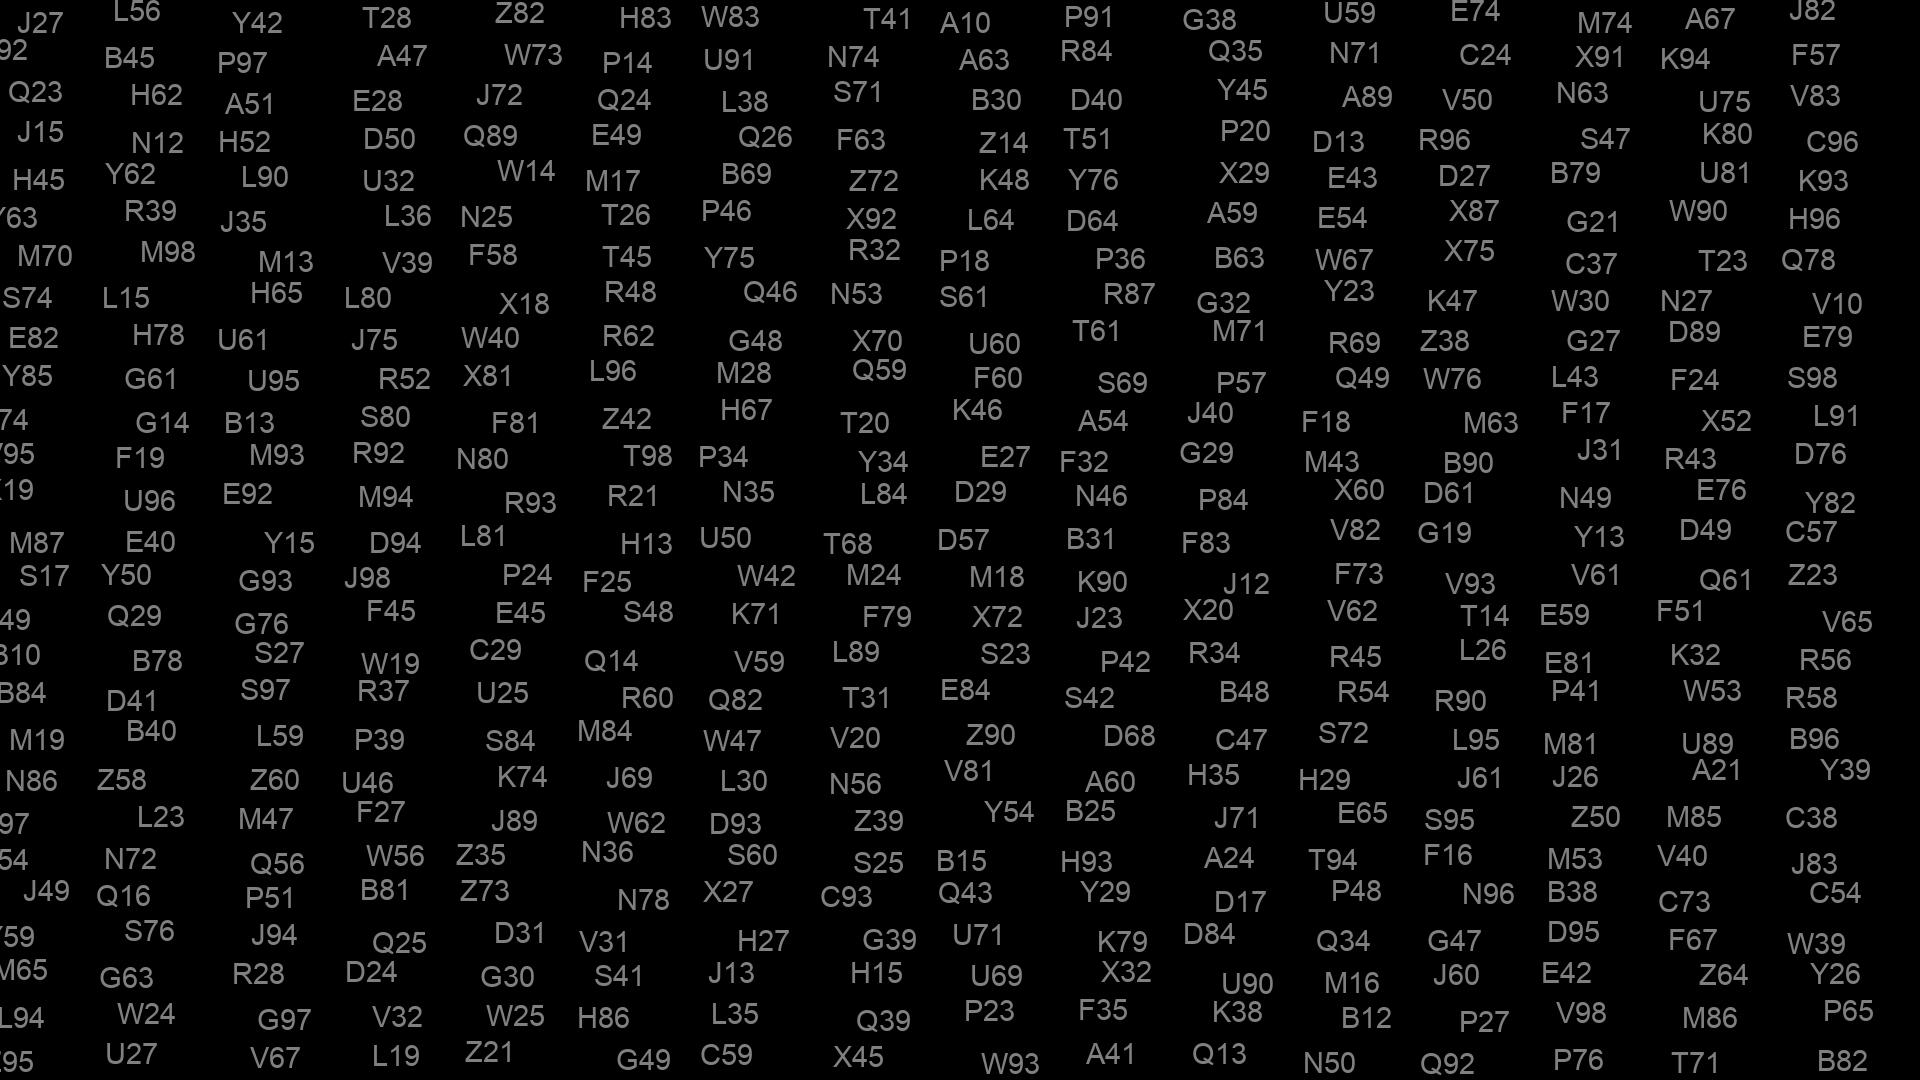 J27 L56 Y42 T28 Z82 H83 W83 T41 A10 P91 G38 U59 E74 M74 A67 J82
92 B45 P97 A47 W73 P14 U91 N74 A63 R84 Q35 N71 C24 X91 K94 F57
Q23 H62 A51 E28 J72 Q24 L38 S71 B30 D40 Y45 A89 V50 N63 U75 V83
J15 N12 H52 D50 Q89 E49 Q26 F63 Z14 T51 P20 D13 R96 S47 K80 C96
H45 Y62 L90 U32 W14 M17 B69 Z72 K48 Y76 X29 E43 D27 B79 U81 K93
Y63 R39 J35 L36 N25 T26 P46 X92 L64 D64 A59 E54 X87 G21 W90 H96
M70 M98 M13 V39 F58 T45 Y75 R32 P18 P36 B63 W67 X75 C37 T23 Q78
S74 L15 H65 L80 X18 R48 Q46 N53 S61 R87 G32 Y23 K47 W30 N27 V10
E82 H78 U61 J75 W40 R62 G48 X70 U60 T61 M71 R69 Z38 G27 D89 E79
Y85 G61 U95 R52 X81 L96 M28 Q59 F60 S69 P57 Q49 W76 L43 F24 S98
74 G14 B13 S80 F81 Z42 H67 T20 K46 A54 J40 F18 M63 F17 X52 L91
95 F19 M93 R92 N80 T98 P34 Y34 E27 F32 G29 M43 B90 J31 R43 D76
19 U96 E92 M94 R93 R21 N35 L84 D29 N46 P84 X60 D61 N49 E76 Y82
M87 E40 Y15 D94 L81 H13 U50 T68 D57 B31 F83 V82 G19 Y13 D49 C57
S17 Y50 G93 J98 P24 F25 W42 M24 M18 K90 J12 F73 V93 V61 Q61 Z23
49 Q29 G76 F45 E45 S48 K71 F79 X72 J23 X20 V62 T14 E59 F51 V65
B10 B78 S27 W19 C29 Q14 V59 L89 S23 P42 R34 R45 L26 E81 K32 R56
B84 D41 S97 R37 U25 R60 Q82 T31 E84 S42 B48 R54 R90 P41 W53 R58
M19 B40 L59 P39 S84 M84 W47 V20 Z90 D68 C47 S72 L95 M81 U89 B96
N86 Z58 Z60 U46 K74 J69 L30 N56 V81 A60 H35 H29 J61 J26 A21 Y39
97 L23 M47 F27 J89 W62 D93 Z39 Y54 B25 J71 E65 S95 Z50 M85 C38
54 N72 Q56 W56 Z35 N36 S60 S25 B15 H93 A24 T94 F16 M53 V40 J83
J49 Q16 P51 B81 Z73 N78 X27 C93 Q43 Y29 D17 P48 N96 B38 C73 C54
59 S76 J94 Q25 D31 V31 H27 G39 U71 K79 D84 Q34 G47 D95 F67 W39
M65 G63 R28 D24 G30 S41 J13 H15 U69 X32 U90 M16 J60 E42 Z64 Y26
L94 W24 G97 V32 W25 H86 L35 Q39 P23 F35 K38 B12 P27 V98 M86 P65
95 U27 V67 L19 Z21 G49 C59 X45 W93 A41 Q13 N50 Q92 P76 T71 B82